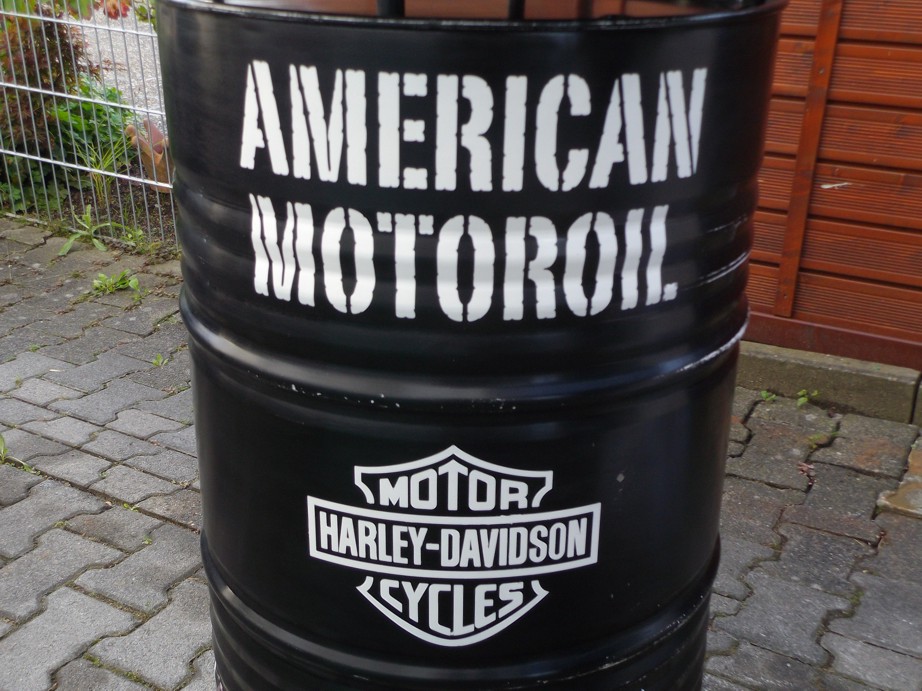 AMERICAN
MOTOROIL
MOTOR
HARLEY-DAVIDSON
CYCLES